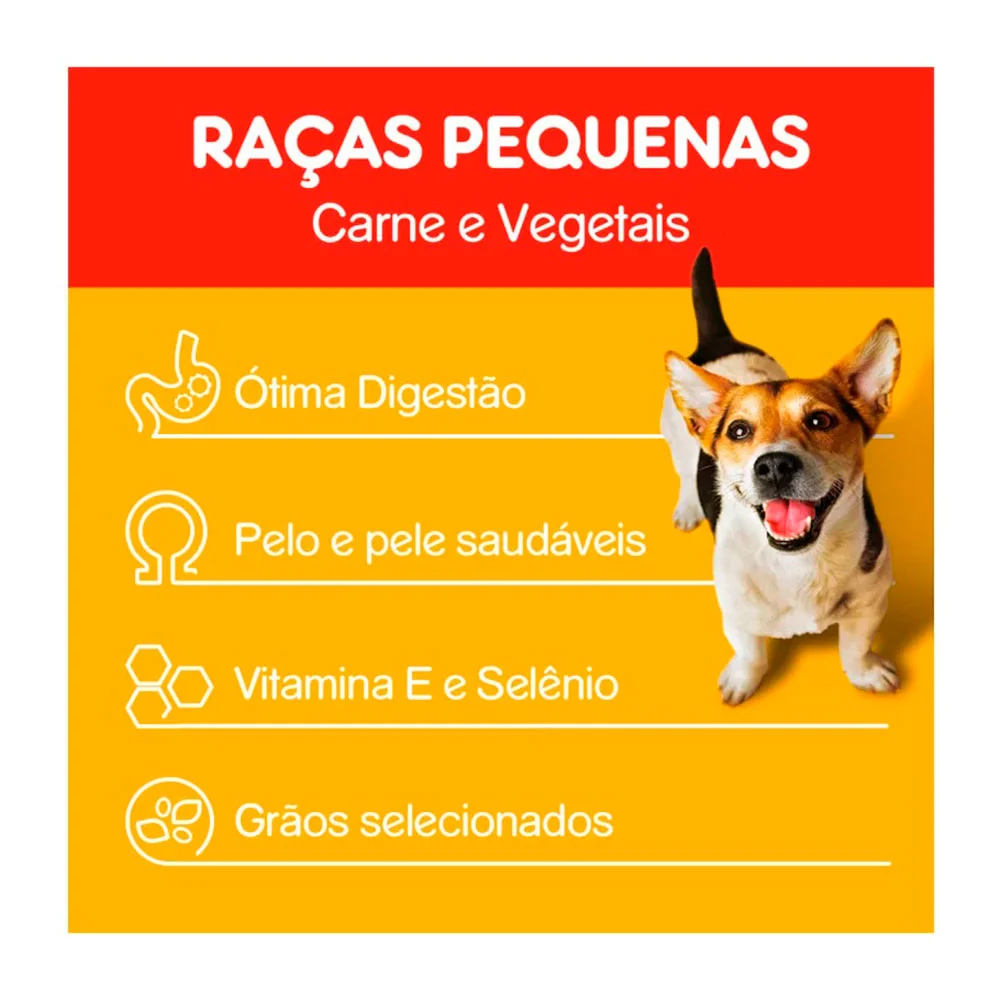 RAÇAS PEQUENAS
Carne e Vegetais
Ótima Digestão
Pelo e pele saudáveis
Vitamina E e Selênio
Grãos selecionados